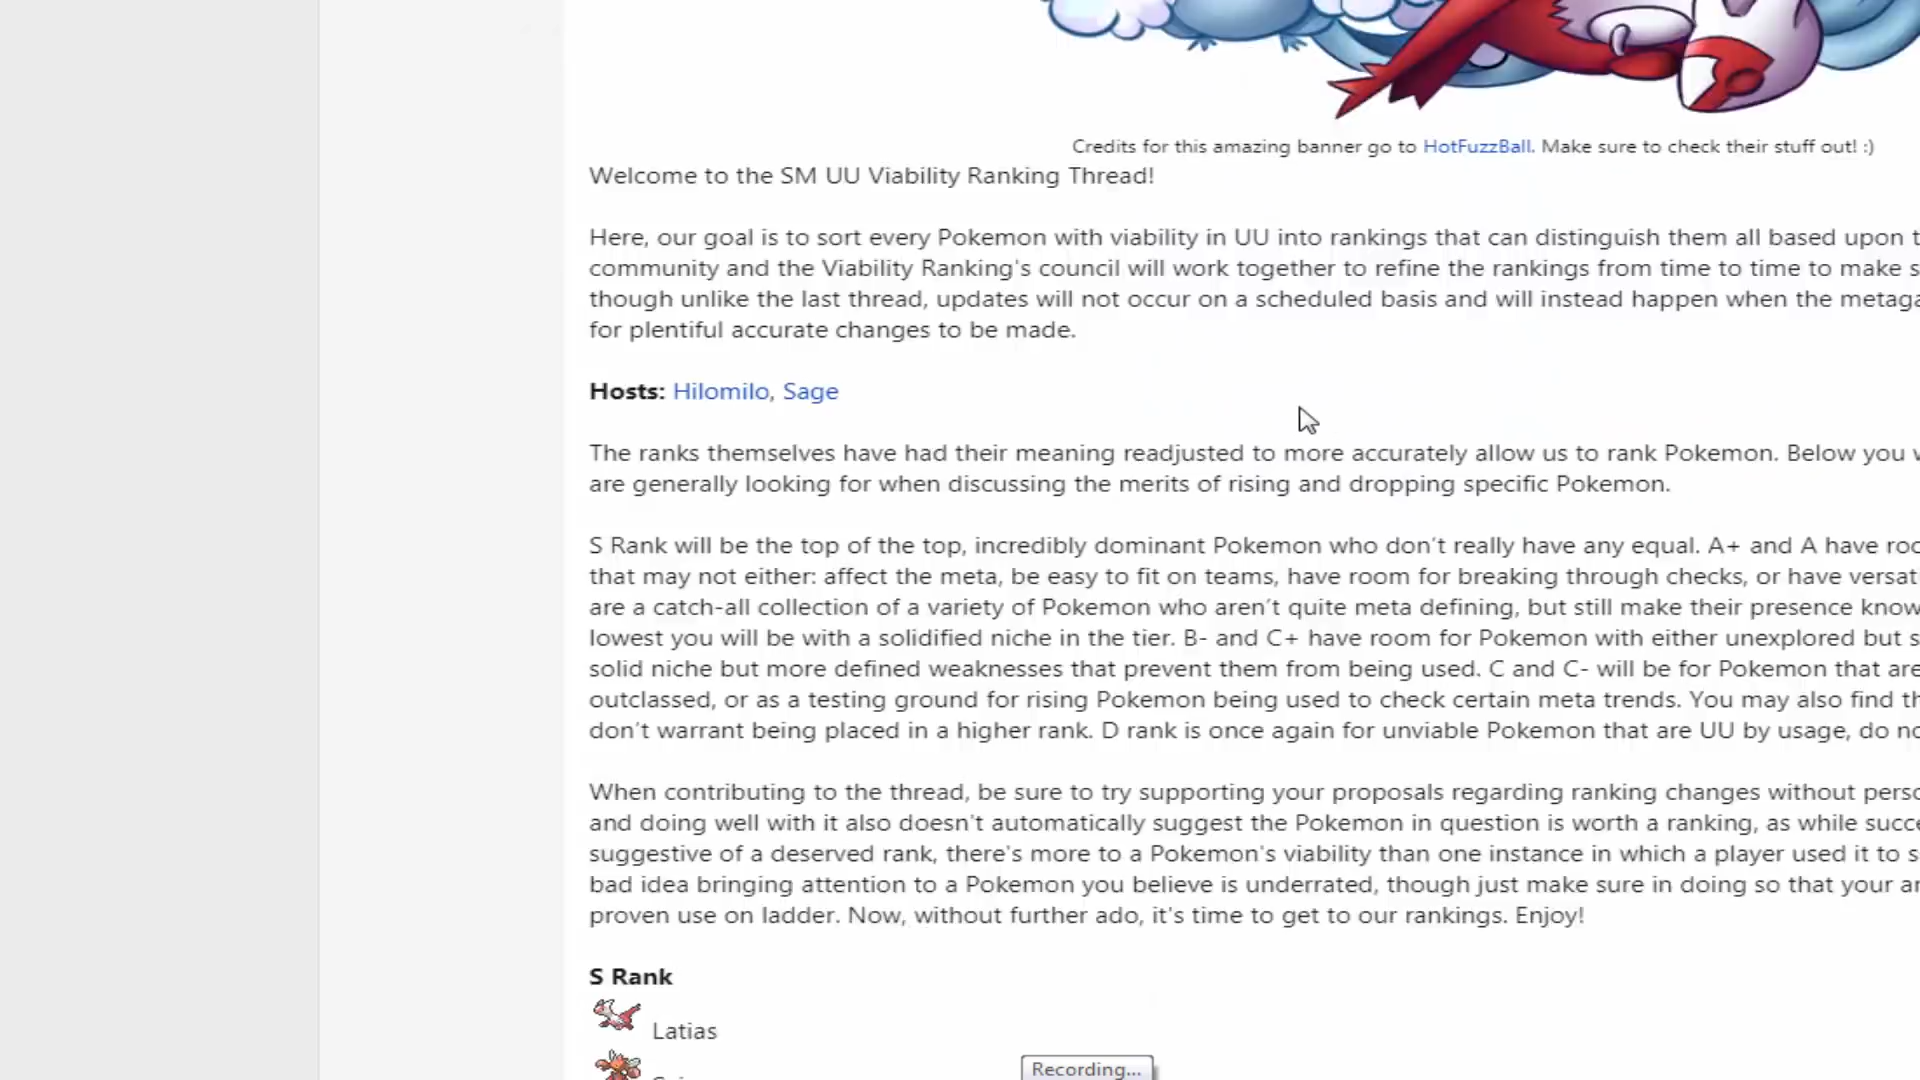 Credits for this amazing banner go to HotFuzzBall. Make sure to check their stuff out! :)
Welcome to the SM UU Viability Ranking Thread!
Here, our goal is to sort every Pokemon with viability in UU into rankings that can distinguish them all based upon
community and the Viability Ranking's council will work together to refine the rankings from time to time to make
though unlike the last thread, updates will not occur on a scheduled basis and will instead happen when the
for plentiful accurate changes to be made.
Hosts: Hilomilo, Sage
The ranks themselves have had their meaning readjusted to more accurately allow us to rank Pokemon. Below you
are generally looking for when discussing the merits of rising and dropping specific Pokemon.
S Rank will be the top of the top, incredibly dominant Pokemon who don't really have any equal. A+ and A have
that may not either: affect the meta, be easy to fit on teams, have room for breaking through checks, or have
are a catch-all collection of a variety of Pokemon who aren't quite meta defining, but still make their presence
lowest you will be with a solidified niche in the tier. B- and C+ have room for Pokemon with either unexplored but
solid niche but more defined weaknesses that prevent them from being used. C and C- will be for Pokemon that are
outclassed, or as a testing ground for rising Pokemon being used to check certain meta trends. You may also find
don't warrant being placed in a higher rank. D rank is once again for unviable Pokemon that are UU by usage, do
When contributing to the thread, be sure to try supporting your proposals regarding ranking changes without
and doing well with it also doesn't automatically suggest the Pokemon in question is worth a ranking, as while
suggestive of a deserved rank, there's more to a Pokemon's viability than one instance in which a player used it to
bad idea bringing attention to a Pokemon you believe is underrated, though just make sure in doing so that your
proven use on ladder. Now, without further ado, it's time to get to our rankings. Enjoy!
S Rank
Latias
Recording...